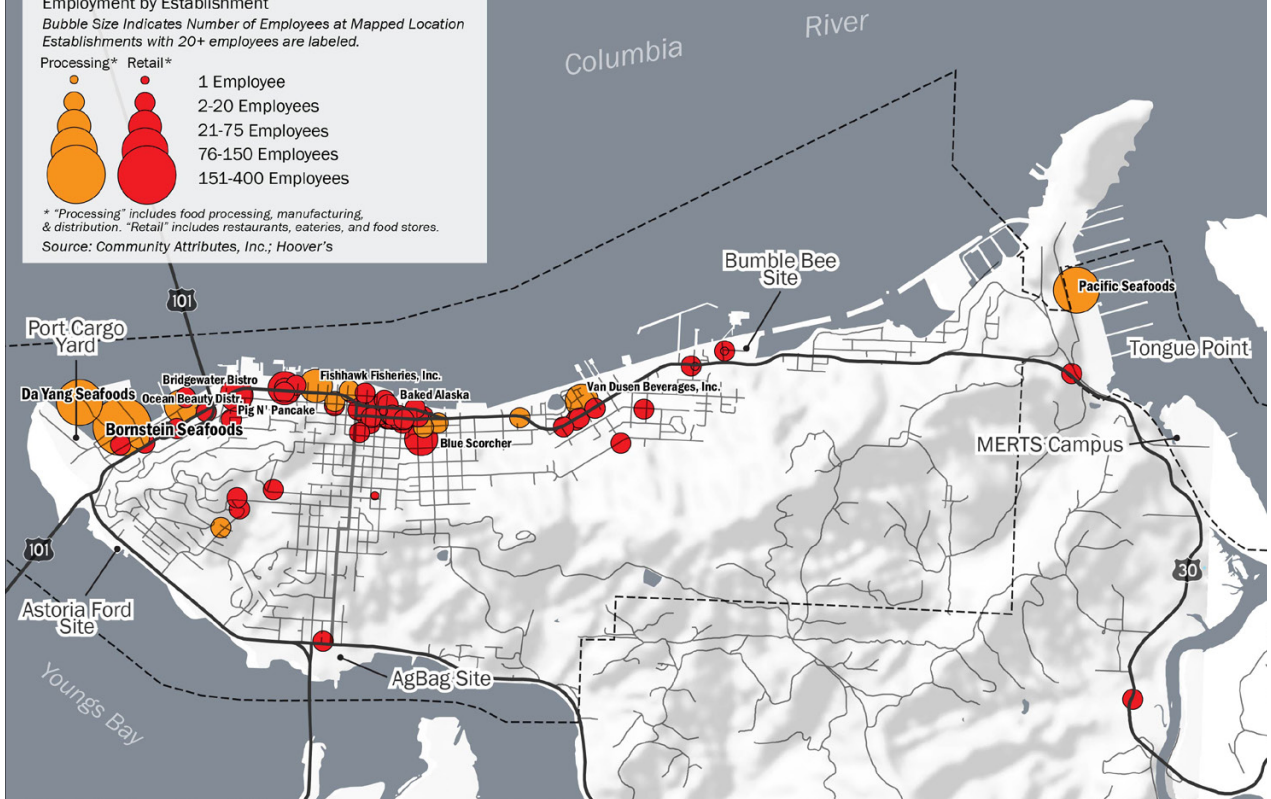 Employment by Establishment
Bubble Size Indicates Number of Employees at Mapped Location
Establishments with 20+ employees are labeled.
Processing* Retail*
1 Employee
2-20 Employees
21-75 Employees
76-150 Employees
151-400 Employees
* "Processing" includes food processing, manufacturing,
& distribution. "Retail" includes restaurants, eateries, and food stores.
Source: Community Attributes, Inc.; Hoover's
Columbia River
Bumble Bee
Site
Pacific Seafoods
101
Port Cargo
Yard
Tongue Point
Fishhawk Fisheries, Inc.
Bridgewater Bistro
Van Dusen Beverages, Inc.
Da Yang Seafoods
Ocean Beauty Distr.
Baked Alaska
Pig N' Pancake
Bornstein Seafoods
Blue Scorcher
MERTS Campus
101
30
Astoria Ford
Site
AgBag Site
Youngs Bay